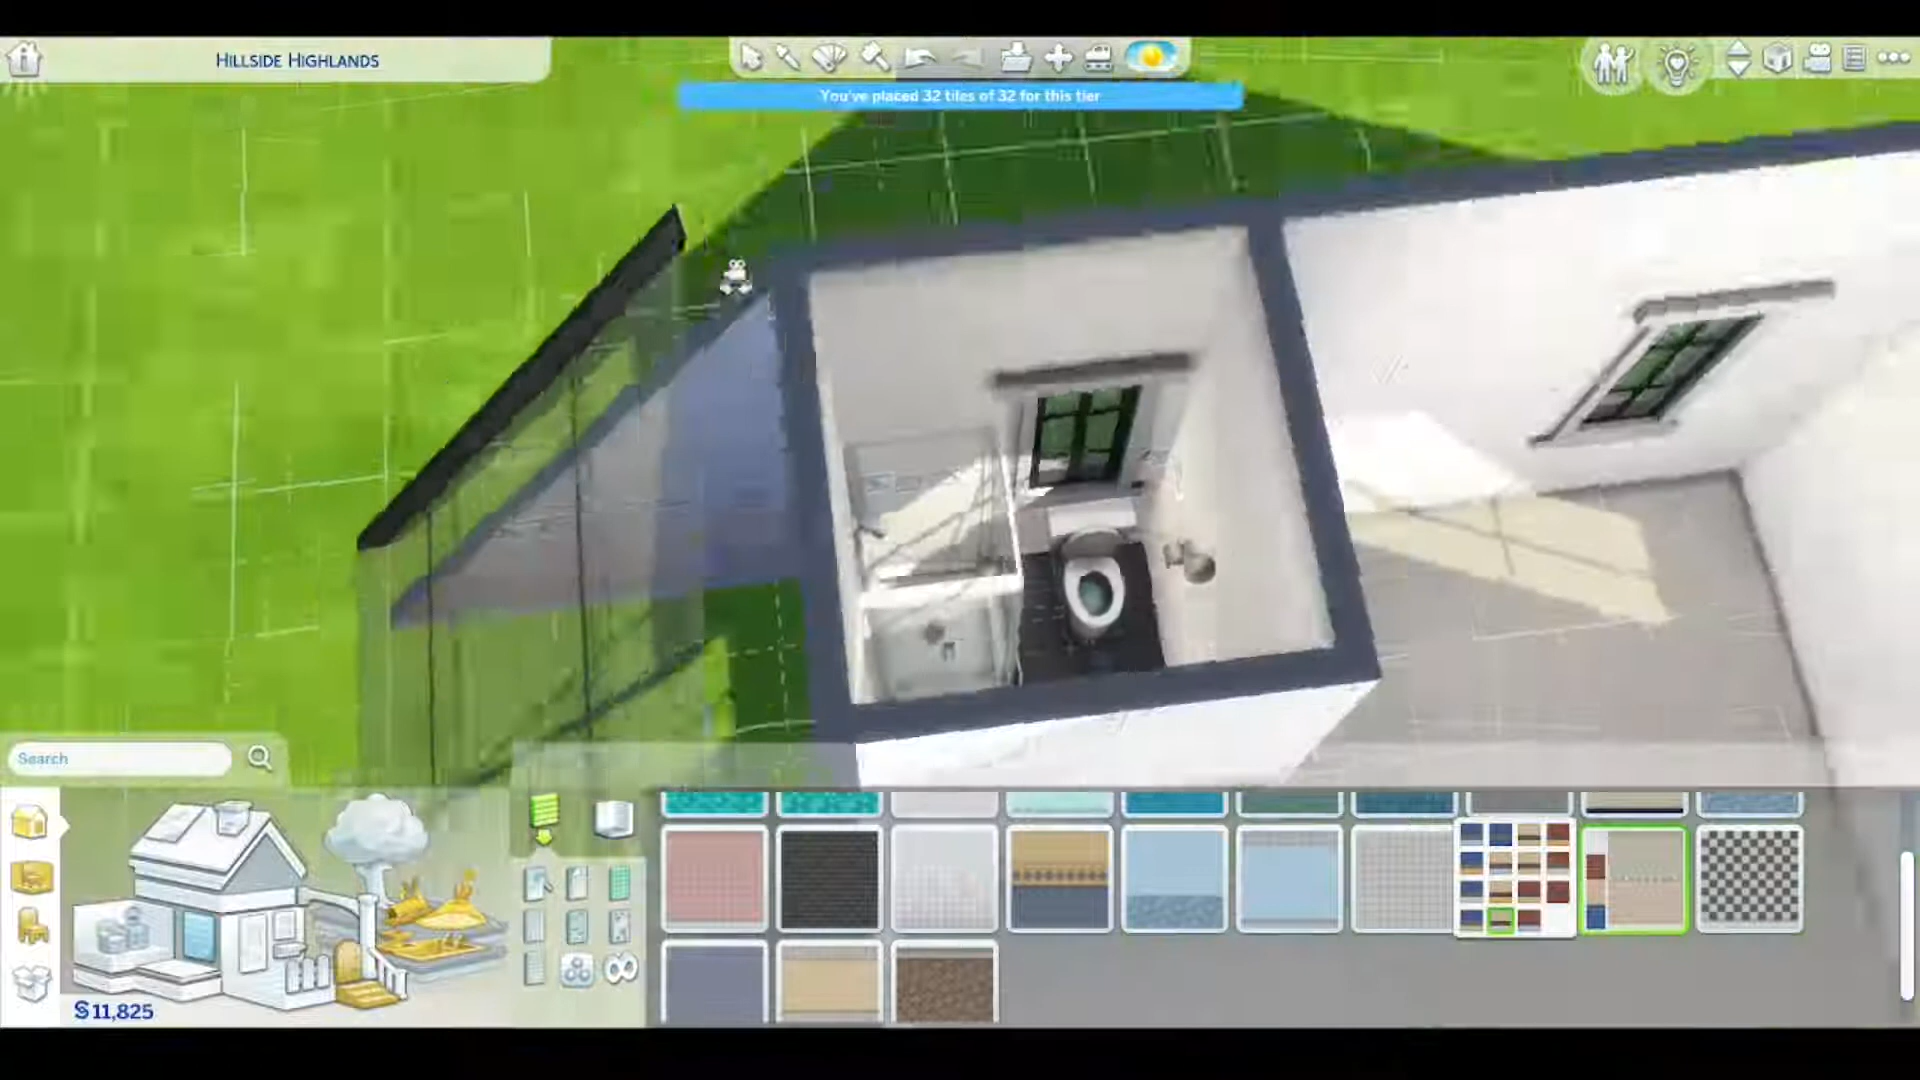 HILLSIDE HIGHLANDS
You've placed 32 tiles of 32 for this tier
Search
§11,825